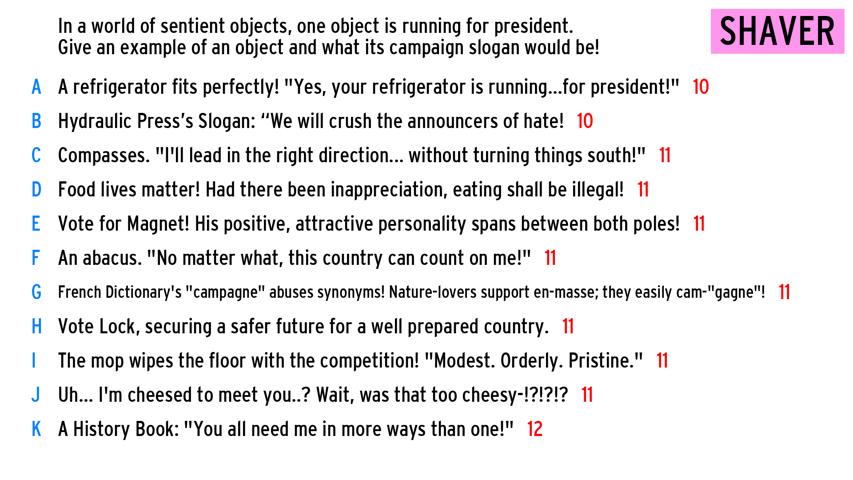 In a world of sentient objects, one object is running for president.
Give an example of an object and what its campaign slogan would be!
SHAVER
A A refrigerator fits perfectly! "Yes, your refrigerator is running...for president!" 10
B Hydraulic Press's Slogan: “We will crush the announcers of hate! 10
C Compasses. "I'll lead in the right direction... without turning things south!" 11
D Food lives matter! Had there been inappreciation, eating shall be illegal! 11
E Vote for Magnet! His positive, attractive personality spans between both poles! 11
F An abacus. "No matter what, this country can count on me!" 11
G French Dictionary's "campagne" abuses synonyms! Nature-lovers support en-masse; they easily cam-"gagne"! 11
H Vote Lock, securing a safer future for a well prepared country. 11
I The mop wipes the floor with the competition! "Modest. Orderly. Pristine." 11
J Uh... I'm cheesed to meet you..? Wait, was that too cheesy-!?!?!? 11
K A History Book: "You all need me in more ways than one!" 12